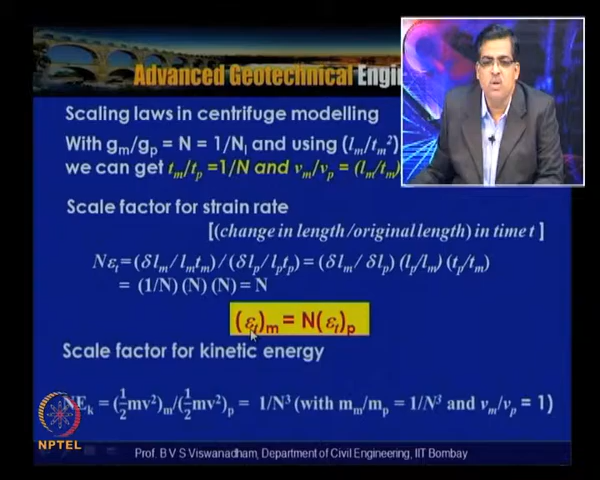 Advanced Geotechnical Engi
Scaling laws in centrifuge modelling
With gₘ/gₚ = N = 1/Nₗ and using (lₘ/tₘ²)
we can get tₘ/tₚ =1/N and vₘ/vₚ = (lₘ/tₘ)
Scale factor for strain rate
[(change in length /original length) in time t ]
Nεₜ = (δlₘ/lₘtₘ) / (δlₚ/lₚtₚ) = (δlₘ / δlₚ) (lₚ/lₘ) (tₚ/tₘ)
= (1/N) (N) (N) = N
(εₜ)ₘ = N(εₜ)ₚ
Scale factor for kinetic energy
NEₖ = (½mv²)ₘ/(½mv²)ₚ = 1/N³ (with mₘ/mₚ = 1/N³ and vₘ/vₚ = 1)
NPTEL
Prof. B V S Viswanadham, Department of Civil Engineering, IIT Bombay